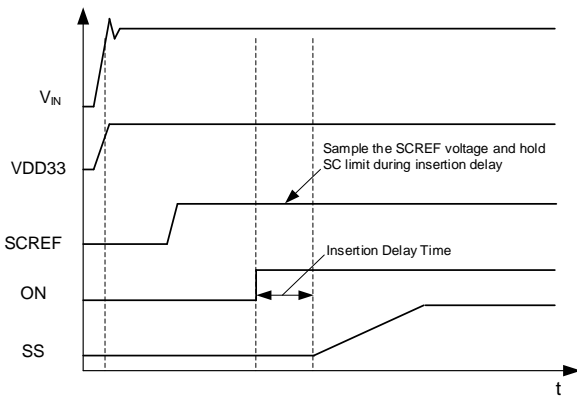 VIN
VDD33
Sample the SCREF voltage and hold
SC limit during insertion delay
SCREF
Insertion Delay Time
ON
SS
t